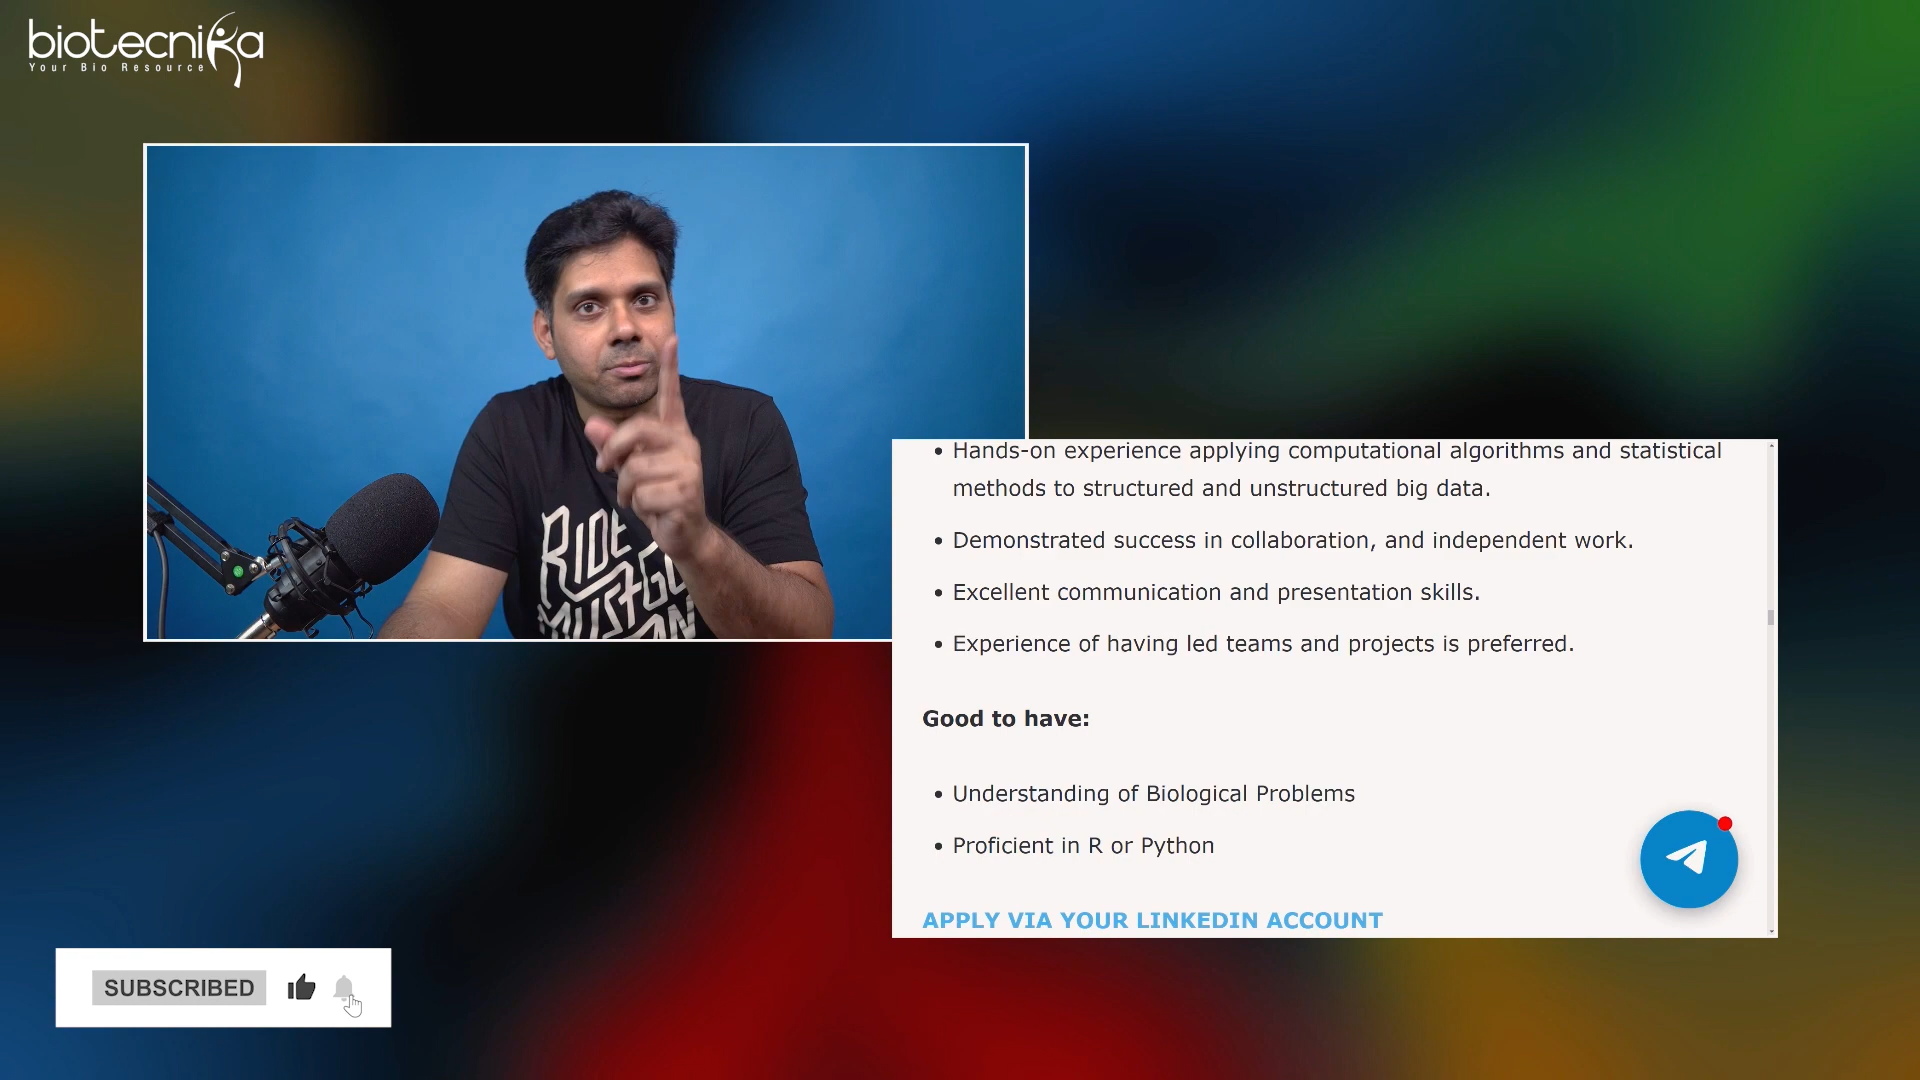 biotecnika
Your Bio Resource
RIDE
MUST GO
• Hands-on experience applying computational algorithms and statistical
methods to structured and unstructured big data.
• Demonstrated success in collaboration, and independent work.
• Excellent communication and presentation skills.
• Experience of having led teams and projects is preferred.
Good to have:
• Understanding of Biological Problems
• Proficient in R or Python
APPLY VIA YOUR LINKEDIN ACCOUNT
SUBSCRIBED